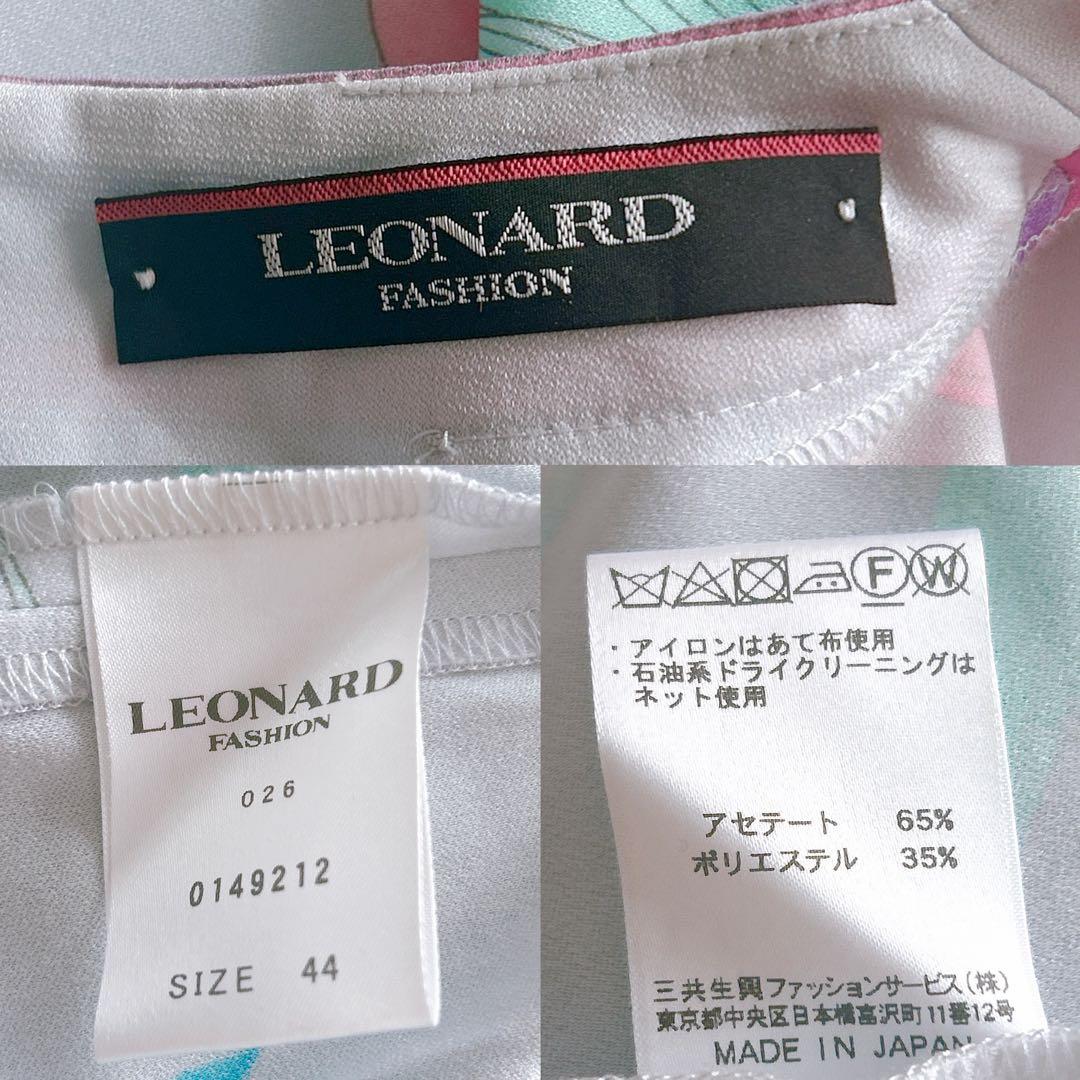 LEONARD
FASHION
LEONARD
FASHION
026
0149212
SIZE 44
F W
・アイロンはあて布使用
・石油系ドライクリーニングは
ネット使用
アセテート 65%
ポリエステル 35%
三共生興ファッションサービス(株)
東京都中央区日本橋富沢町11番12号
MADE IN JAPAN